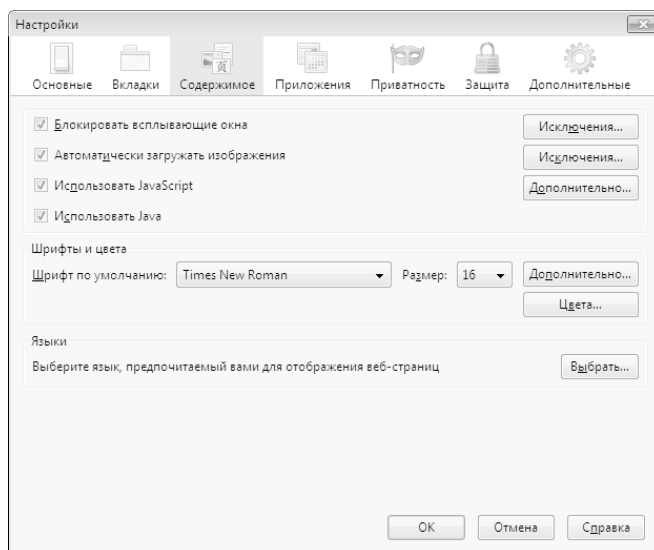 Настройки
Основные Вкладки Содержимое Приложения Приватность Защита Дополнительные
Блокировать всплывающие окна Исключения...
Автоматически загружать изображения Исключения...
Использовать JavaScript Дополнительно...
Использовать Java
Шрифты и цвета
Шрифт по умолчанию: Times New Roman Размер: 16 Дополнительно...
Цвета...
Языки
Выберите язык, предпочитаемый вами для отображения веб-страниц Выбрать...
OK Отмена Справка